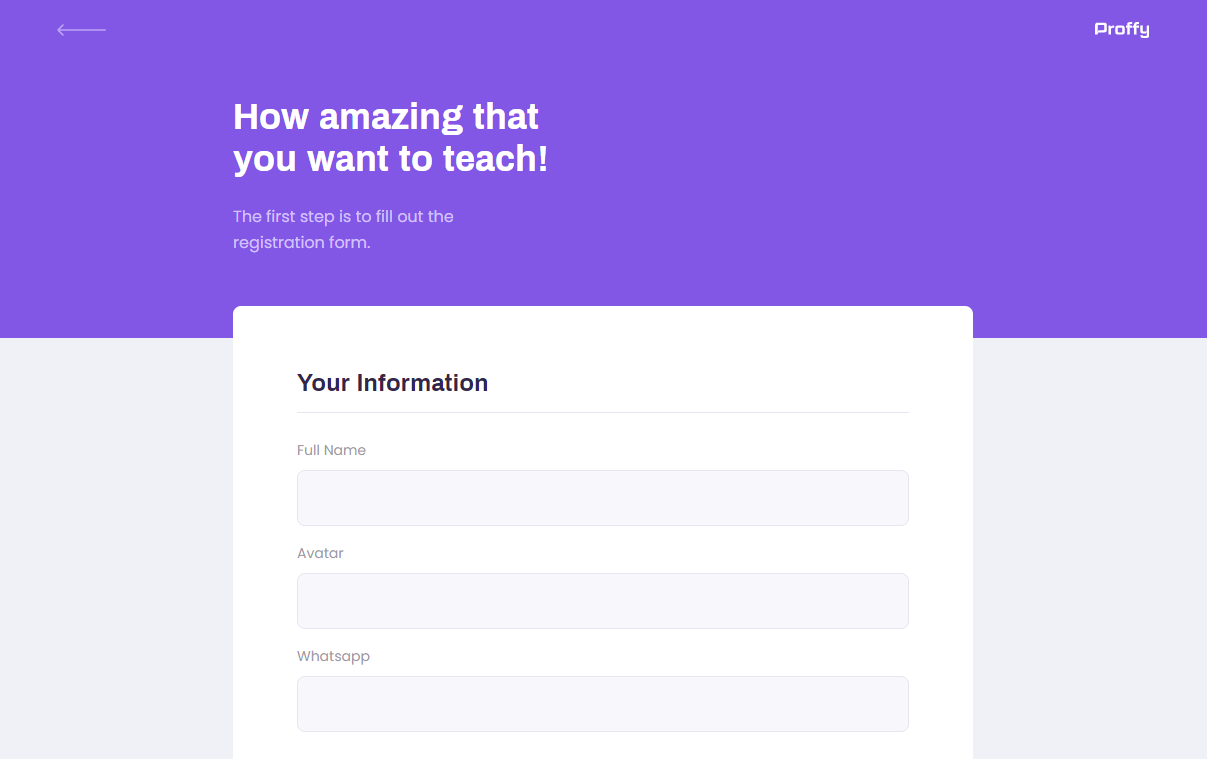 Proffy
How amazing that
you want to teach!
The first step is to fill out the
registration form.
Your Information
Full Name
Avatar
Whatsapp